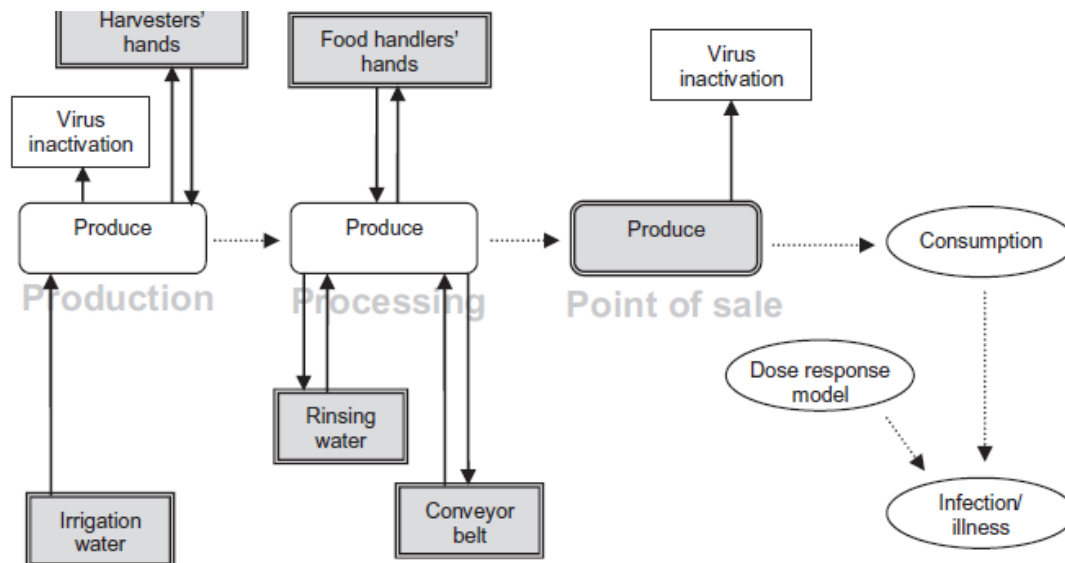 Harvesters'
hands
Food handlers'
hands
Virus
inactivation
Virus
inactivation
Produce
Produce
Produce
Consumption
Production
Processing
Point of sale
Dose response
model
Rinsing
water
Irrigation
water
Conveyor
belt
Infection/
illness